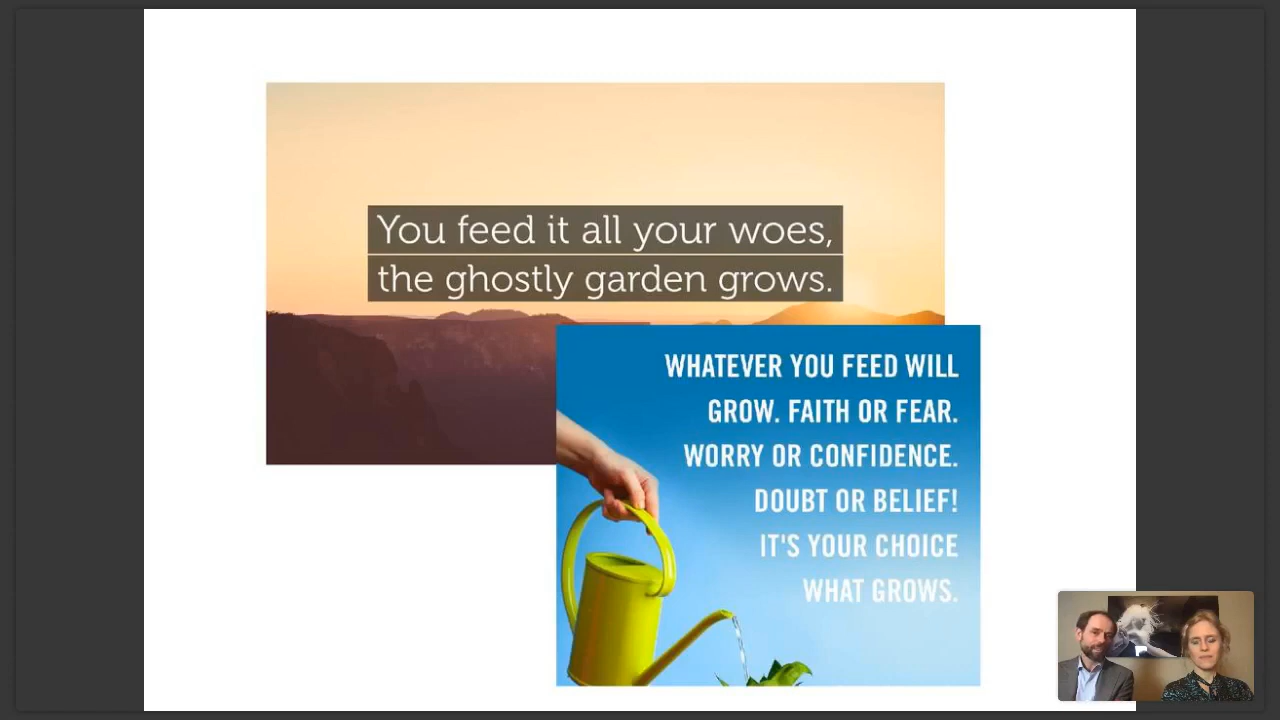 You feed it all your woes,
the ghostly garden grows.
WHATEVER YOU FEED WILL
GROW. FAITH OR FEAR.
WORRY OR CONFIDENCE.
DOUBT OR BELIEF!
IT'S YOUR CHOICE
WHAT GROWS.